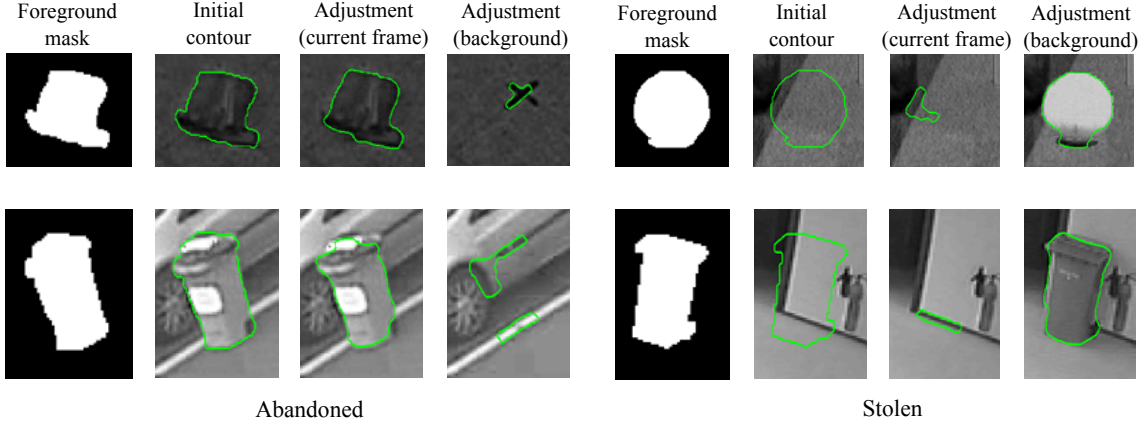 Foreground mask
Initial contour
Adjustment (current frame)
Adjustment (background)
Foreground mask
Initial contour
Adjustment (current frame)
Adjustment (background)
Abandoned
Stolen